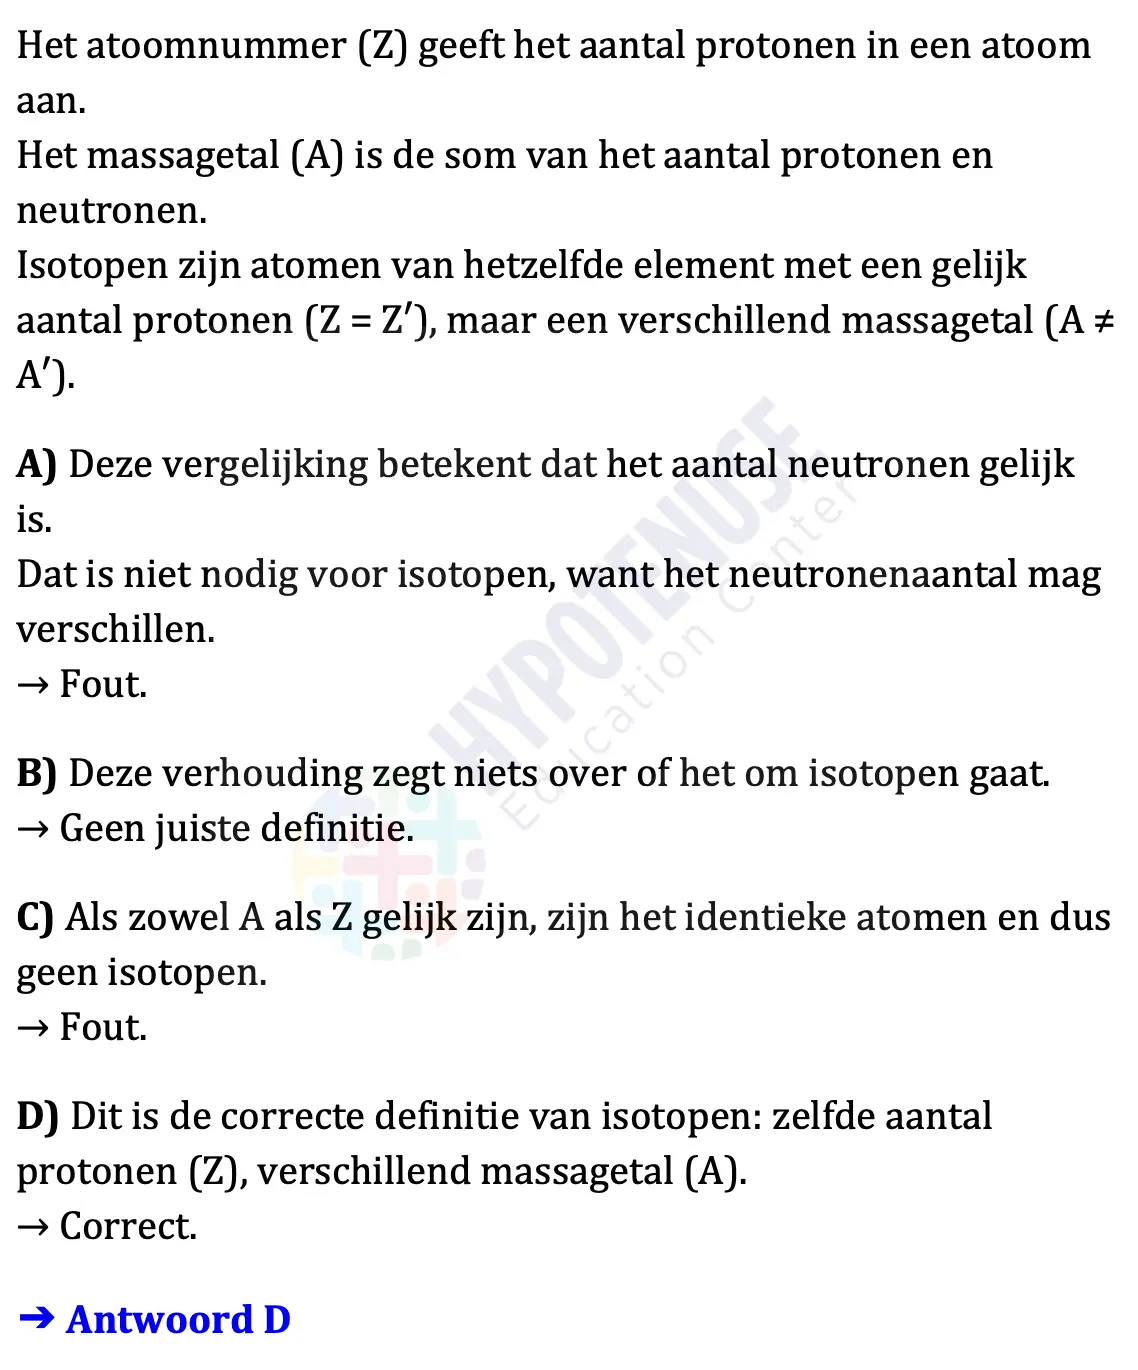 Het atoomnummer (Z) geeft het aantal protonen in een atoom
aan.
Het massagetal (A) is de som van het aantal protonen en
neutronen.
Isotopen zijn atomen van hetzelfde element met een gelijk
aantal protonen (Z = Z′), maar een verschillend massagetal (A ≠
A′).
A) Deze vergelijking betekent dat het aantal neutronen gelijk
is.
Dat is niet nodig voor isotopen, want het neutronenaantal mag
verschillen.
→ Fout.
B) Deze verhouding zegt niets over of het om isotopen gaat.
→ Geen juiste definitie.
C) Als zowel A als Z gelijk zijn, zijn het identieke atomen en dus
geen isotopen.
→ Fout.
D) Dit is de correcte definitie van isotopen: zelfde aantal
protonen (Z), verschillend massagetal (A).
→ Correct.
➔ Antwoord D
HYPOTENUSE
Education Center